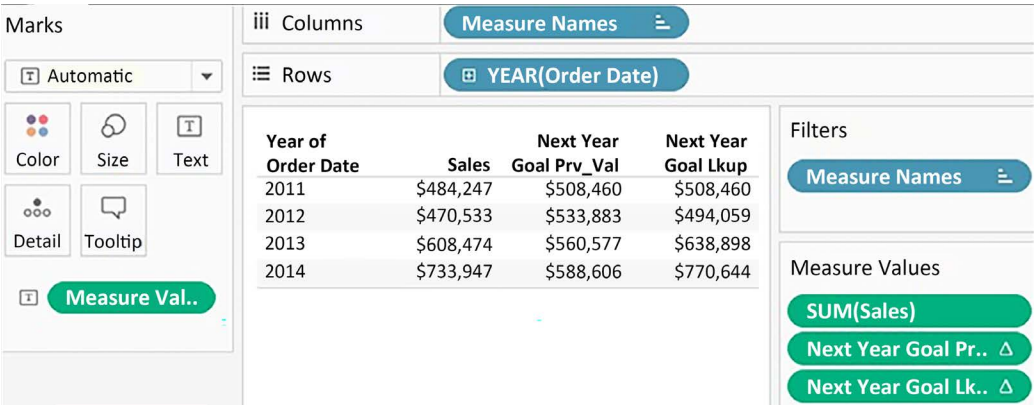 Marks
Automatic
Color Size Text
Detail Tooltip
Measure Val..
Columns Measure Names
Rows YEAR(Order Date)
Year of Order Date Sales Next Year Goal Prv_Val Next Year Goal Lkup
2011 $484,247 $508,460 $508,460
2012 $470,533 $533,883 $494,059
2013 $608,474 $560,577 $638,898
2014 $733,947 $588,606 $770,644
Filters
Measure Names
Measure Values
SUM(Sales)
Next Year Goal Pr.. Δ
Next Year Goal Lk.. Δ